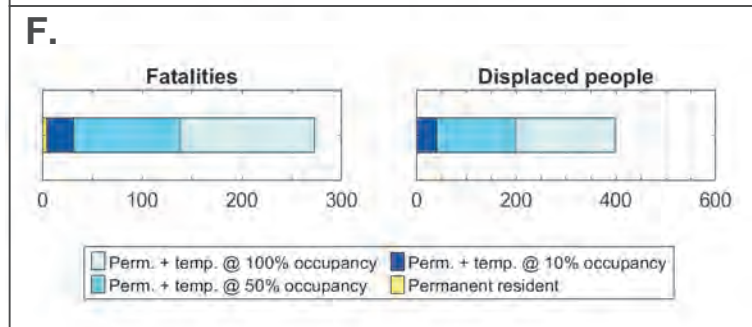 F.
Fatalities
Displaced people
0 100 200 300
0 200 400 600
Perm. + temp. @ 100% occupancy
Perm. + temp. @ 10% occupancy
Perm. + temp. @ 50% occupancy
Permanent resident